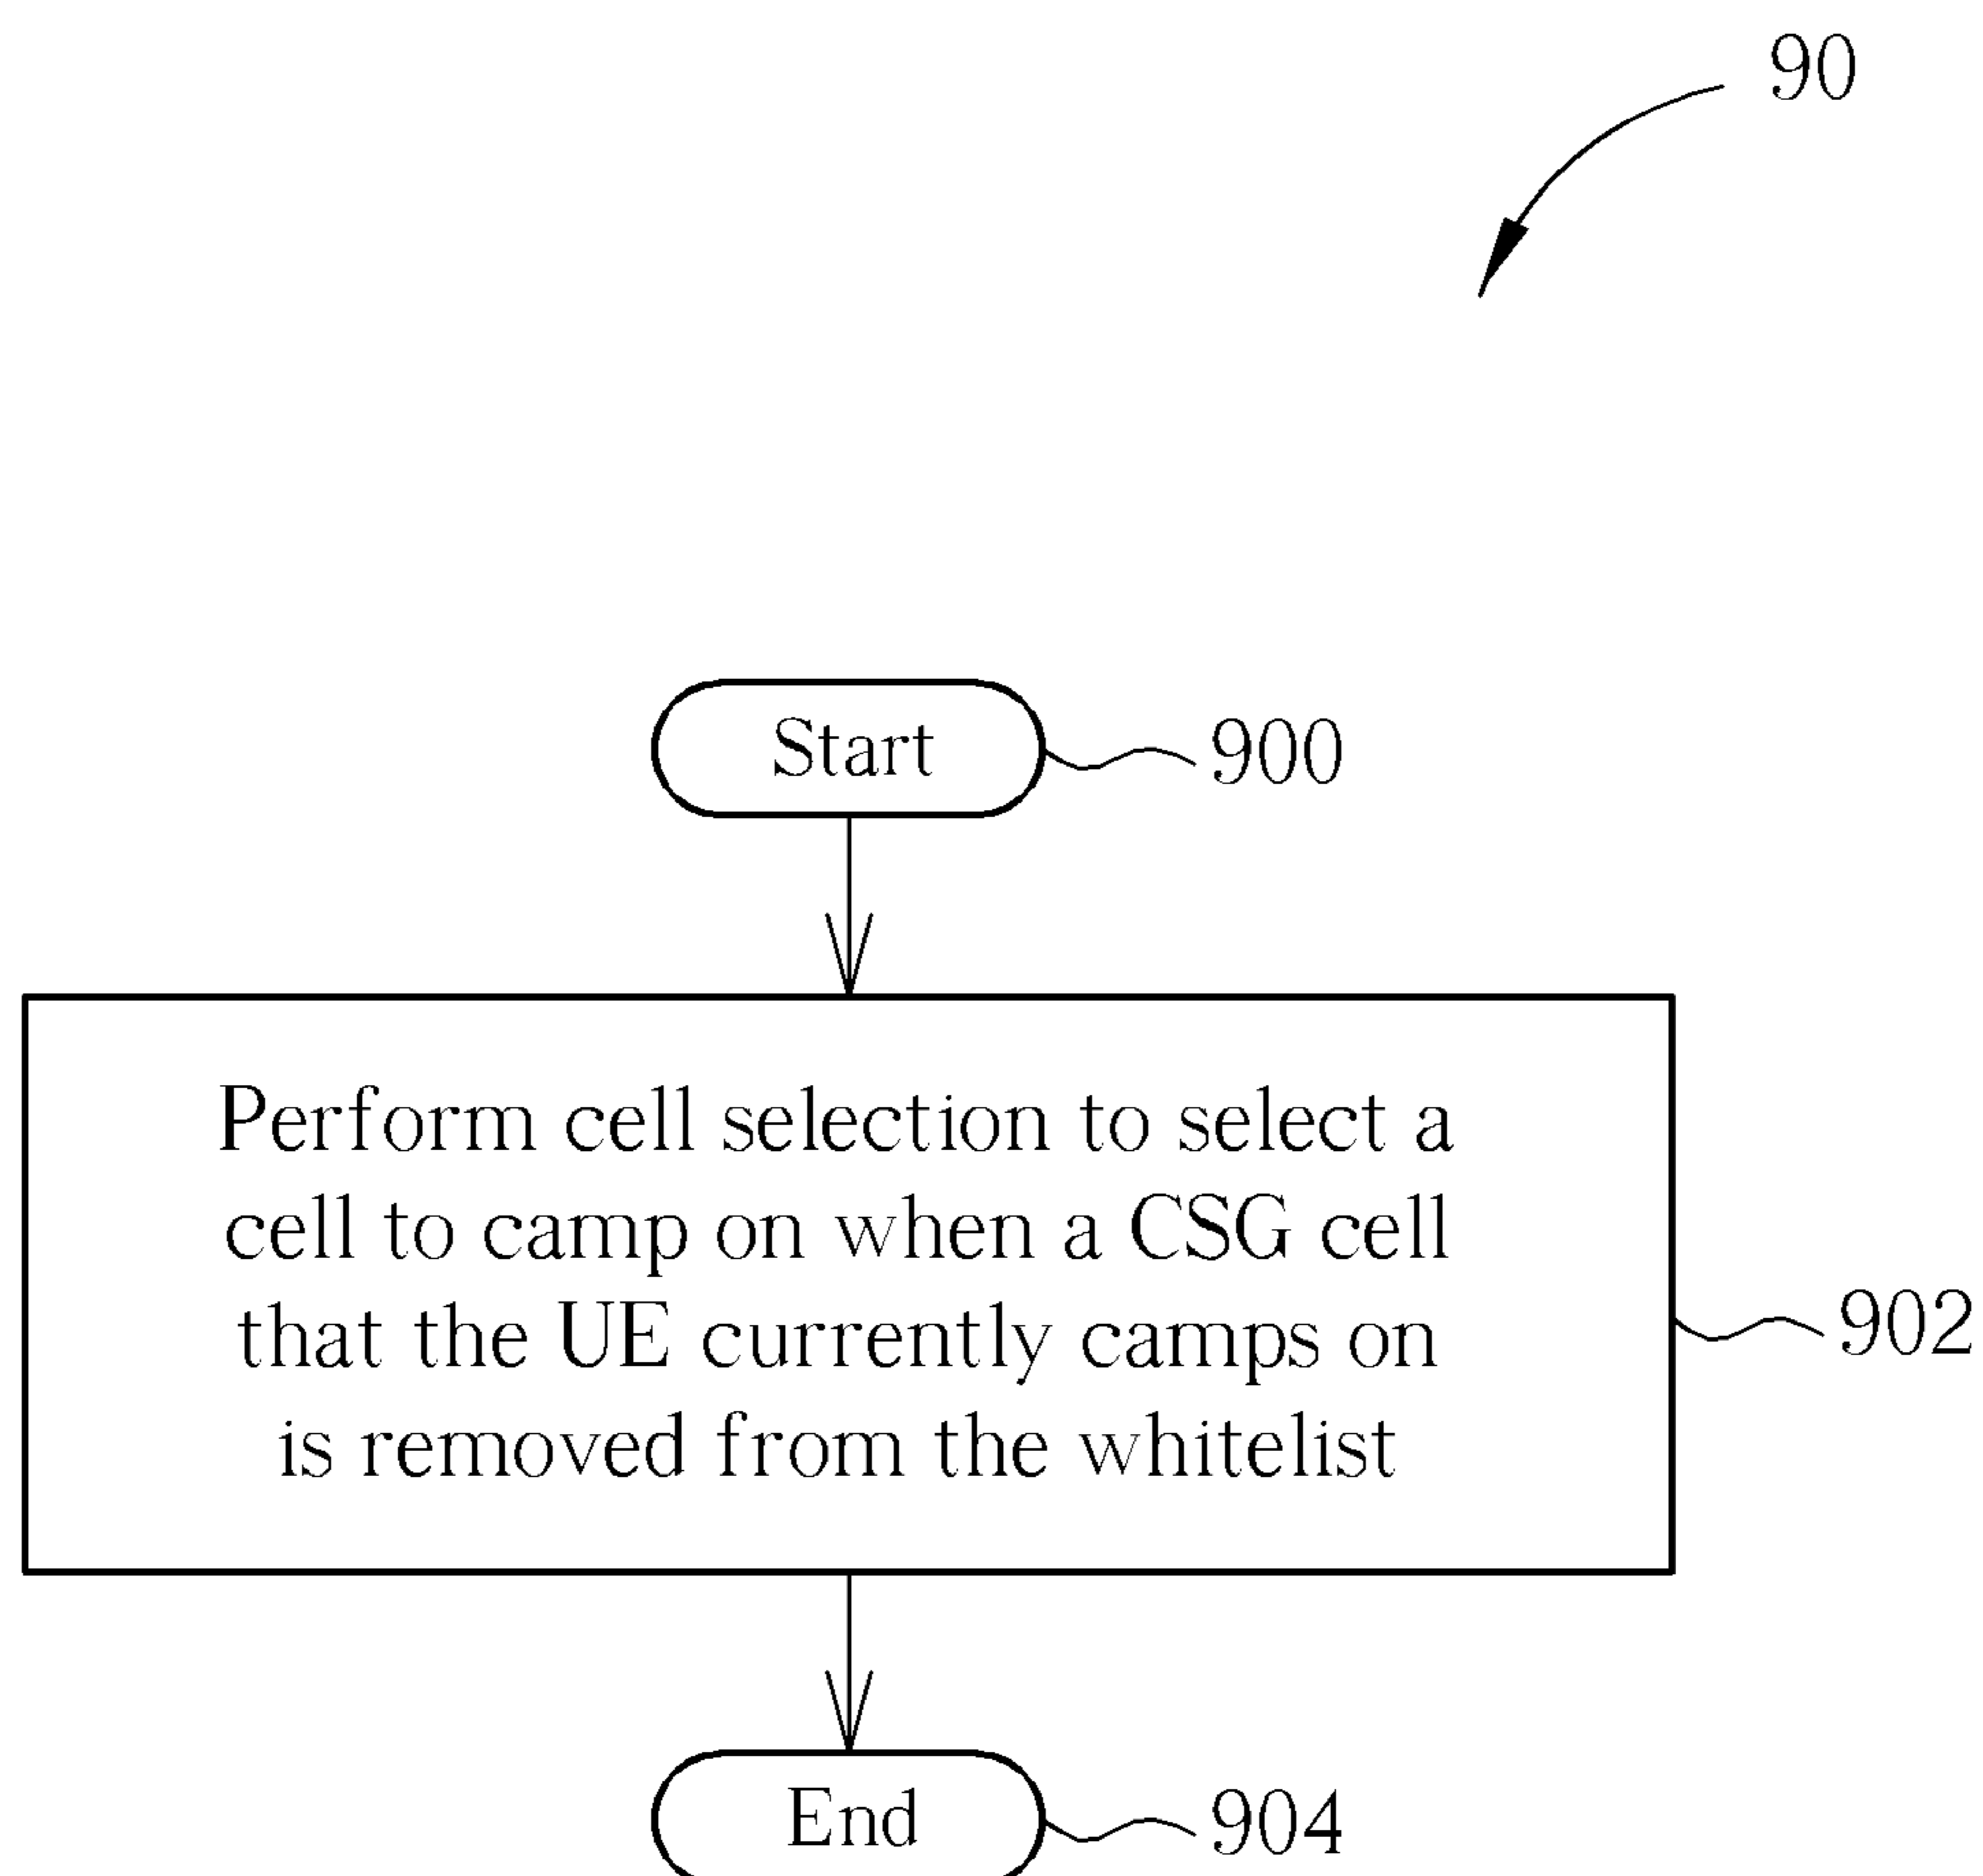 90
Start
900
Perform cell selection to select a
cell to camp on when a CSG cell
that the UE currently camps on
is removed from the whitelist
902
End
904